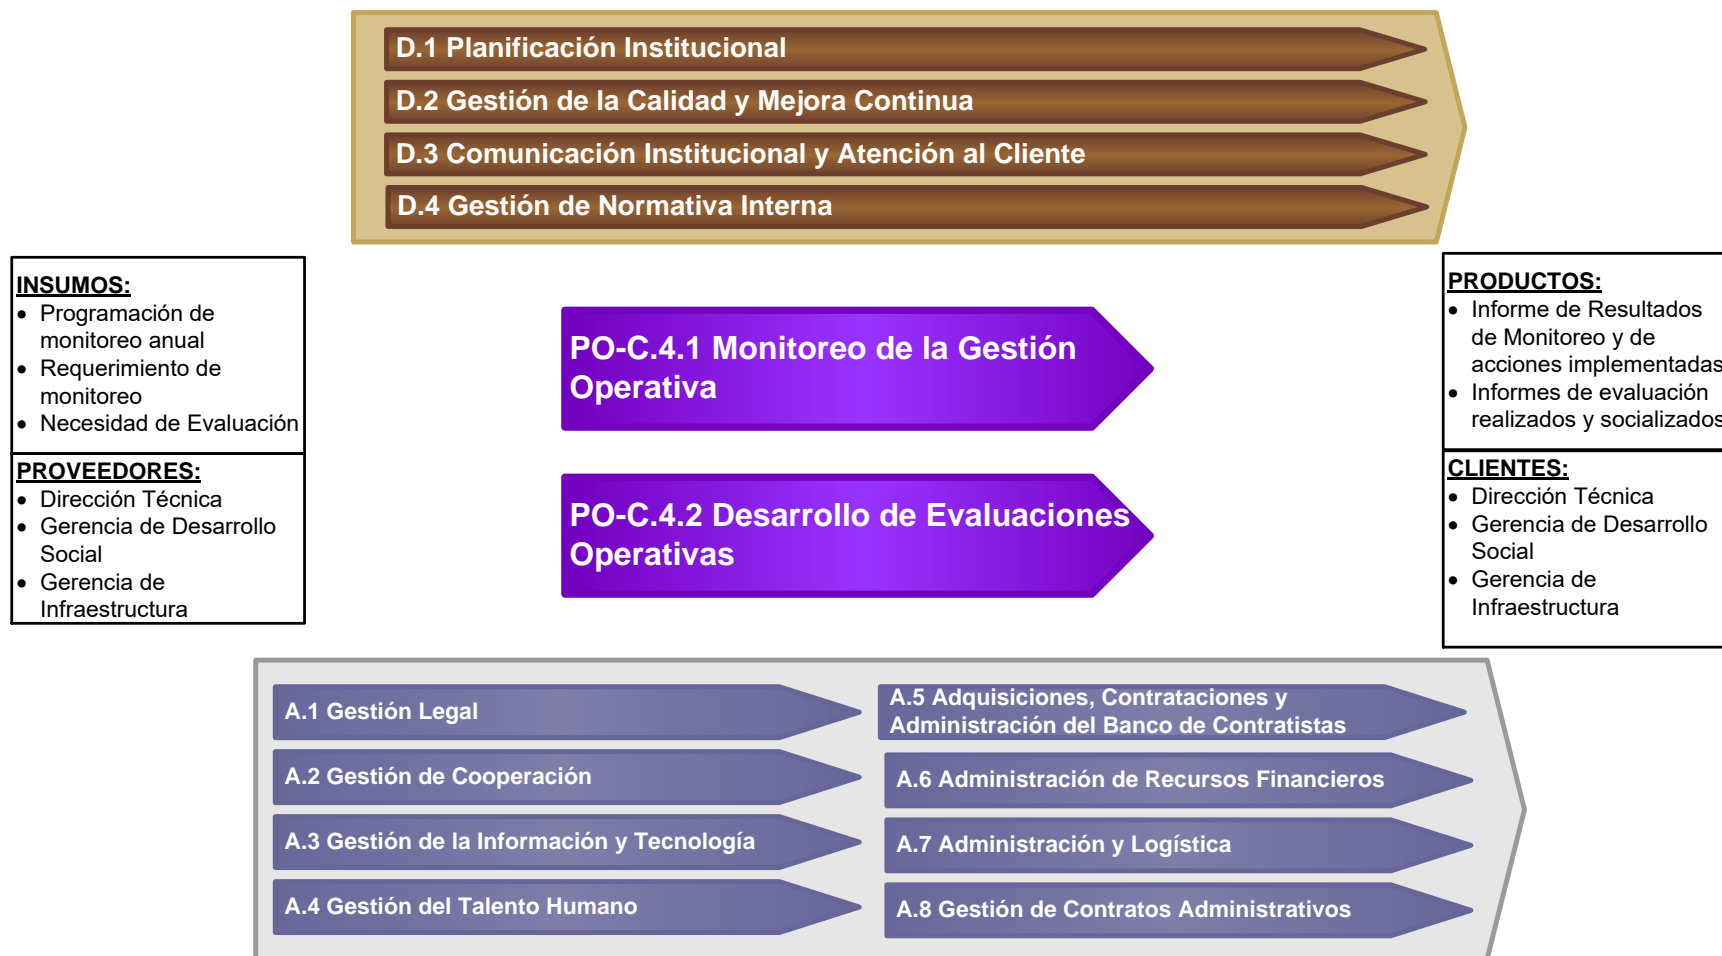 D.1 Planificación Institucional
D.2 Gestión de la Calidad y Mejora Continua
D.3 Comunicación Institucional y Atención al Cliente
D.4 Gestión de Normativa Interna
INSUMOS:
• Programación de
monitoreo anual
• Requerimiento de
monitoreo
• Necesidad de Evaluación
PROVEEDORES:
• Dirección Técnica
• Gerencia de Desarrollo
Social
• Gerencia de
Infraestructura
PO-C.4.1 Monitoreo de la Gestión
Operativa
PO-C.4.2 Desarrollo de Evaluaciones
Operativas
PRODUCTOS:
• Informe de Resultados
de Monitoreo y de
acciones implementadas
• Informes de evaluación
realizados y socializados
CLIENTES:
• Dirección Técnica
• Gerencia de Desarrollo
Social
• Gerencia de
Infraestructura
A.1 Gestión Legal
A.2 Gestión de Cooperación
A.3 Gestión de la Información y Tecnología
A.4 Gestión del Talento Humano
A.5 Adquisiciones, Contrataciones y
Administración del Banco de Contratistas
A.6 Administración de Recursos Financieros
A.7 Administración y Logística
A.8 Gestión de Contratos Administrativos